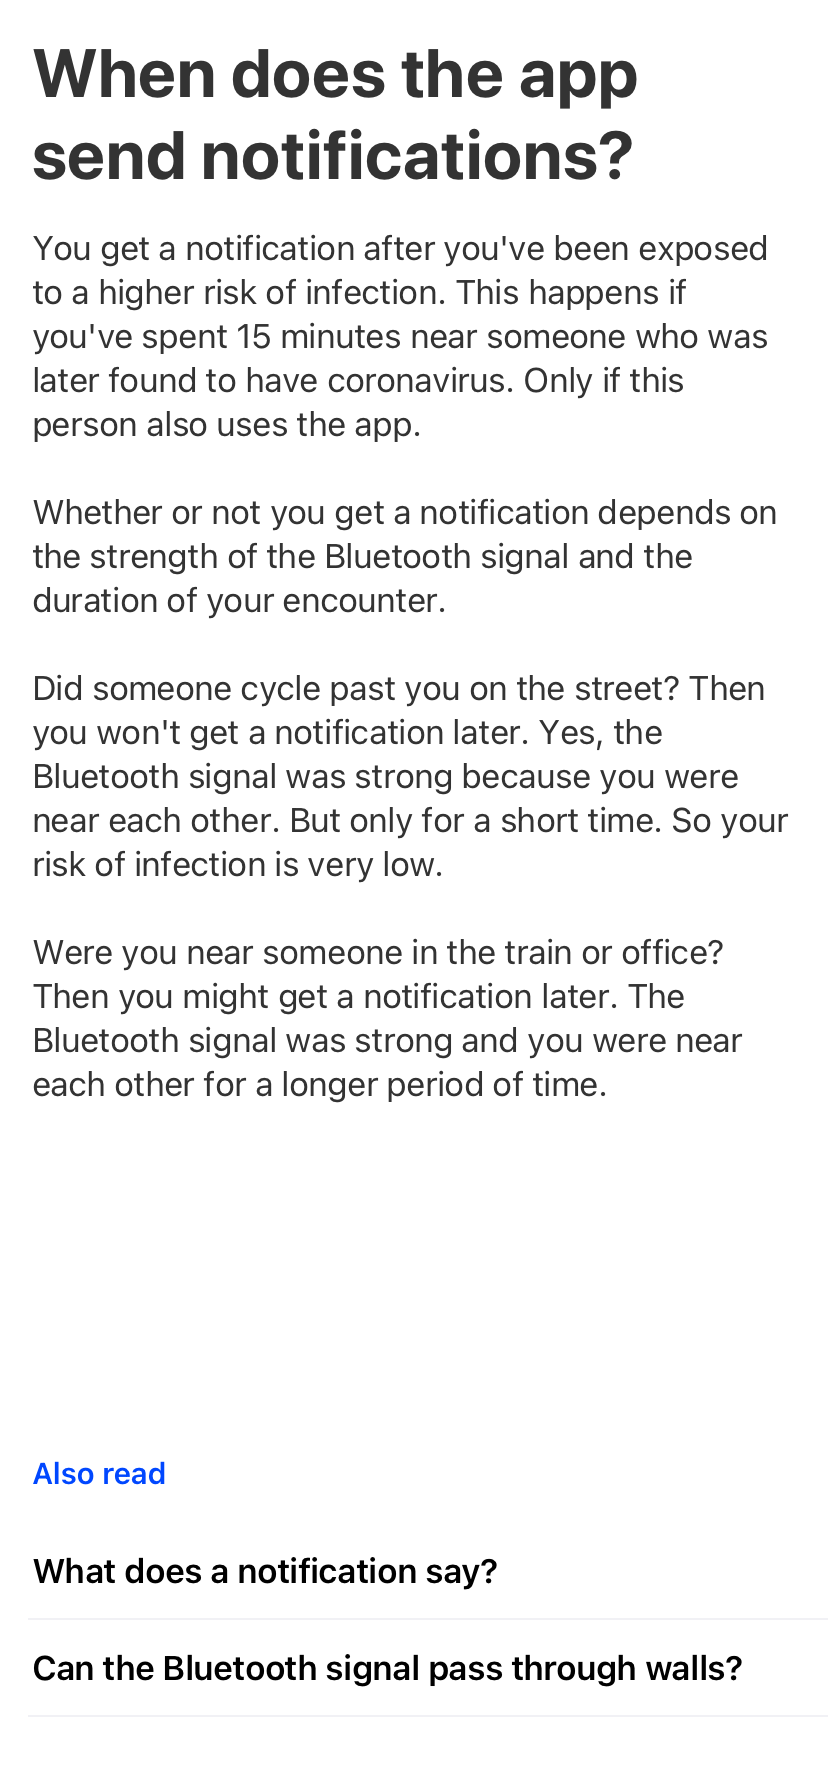 When does the app
send notifications?
You get a notification after you've been exposed
to a higher risk of infection. This happens if
you've spent 15 minutes near someone who was
later found to have coronavirus. Only if this
person also uses the app.
Whether or not you get a notification depends on
the strength of the Bluetooth signal and the
duration of your encounter.
Did someone cycle past you on the street? Then
you won't get a notification later. Yes, the
Bluetooth signal was strong because you were
near each other. But only for a short time. So your
risk of infection is very low.
Were you near someone in the train or office?
Then you might get a notification later. The
Bluetooth signal was strong and you were near
each other for a longer period of time.
Also read
What does a notification say?
Can the Bluetooth signal pass through walls?